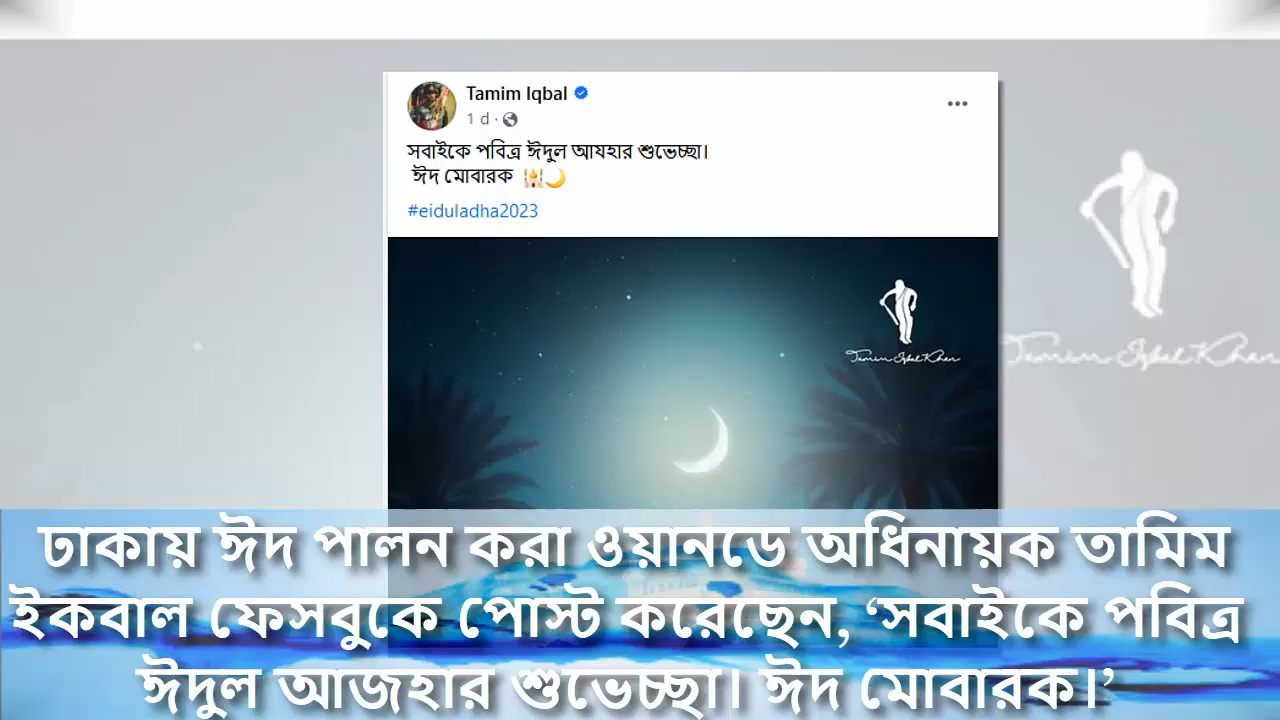 Tamim Iqbal
1 d ·
সবাইকে পবিত্র ঈদুল আযহার শুভেচ্ছা।
ঈদ মোবারক 🕌🌙
#eiduladha2023
Tamim Iqbal Khan
Tamim Iqbal Khan
ঢাকায় ঈদ পালন করা ওয়ানডে অধিনায়ক তামিম
ইকবাল ফেসবুকে পোস্ট করেছেন, ‘সবাইকে পবিত্র
ঈদুল আজহার শুভেচ্ছা। ঈদ মোবারক।’